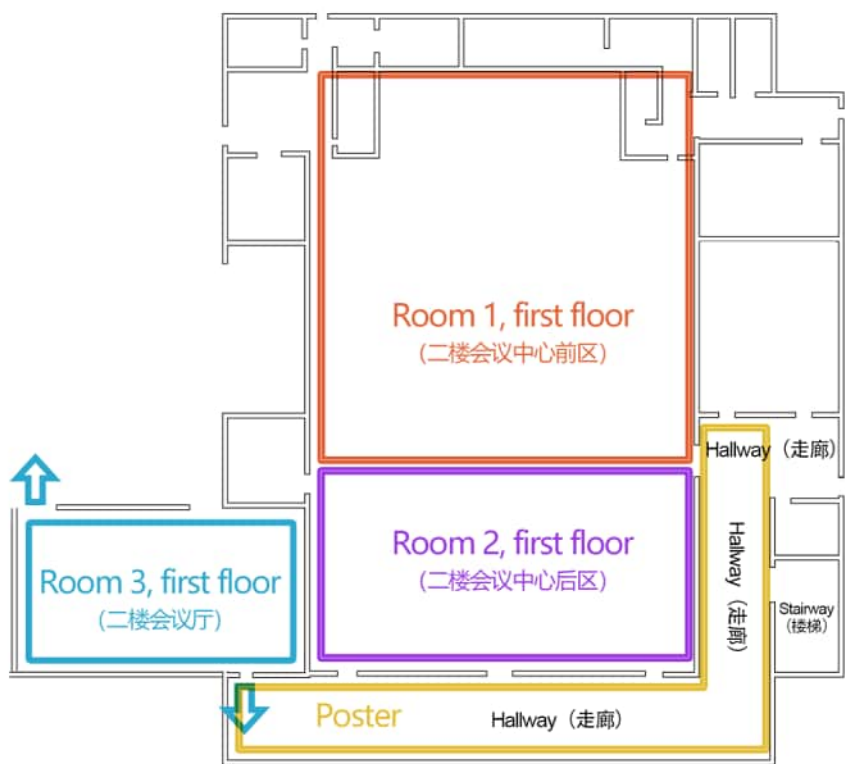 Room 1, first floor
(二楼会议中心前区)
Hallway（走廊）
Room 2, first floor
(二楼会议中心后区)
Hallway（走廊）
Room 3, first floor
(二楼会议厅)
Stairway
(楼梯)
Poster
Hallway（走廊）